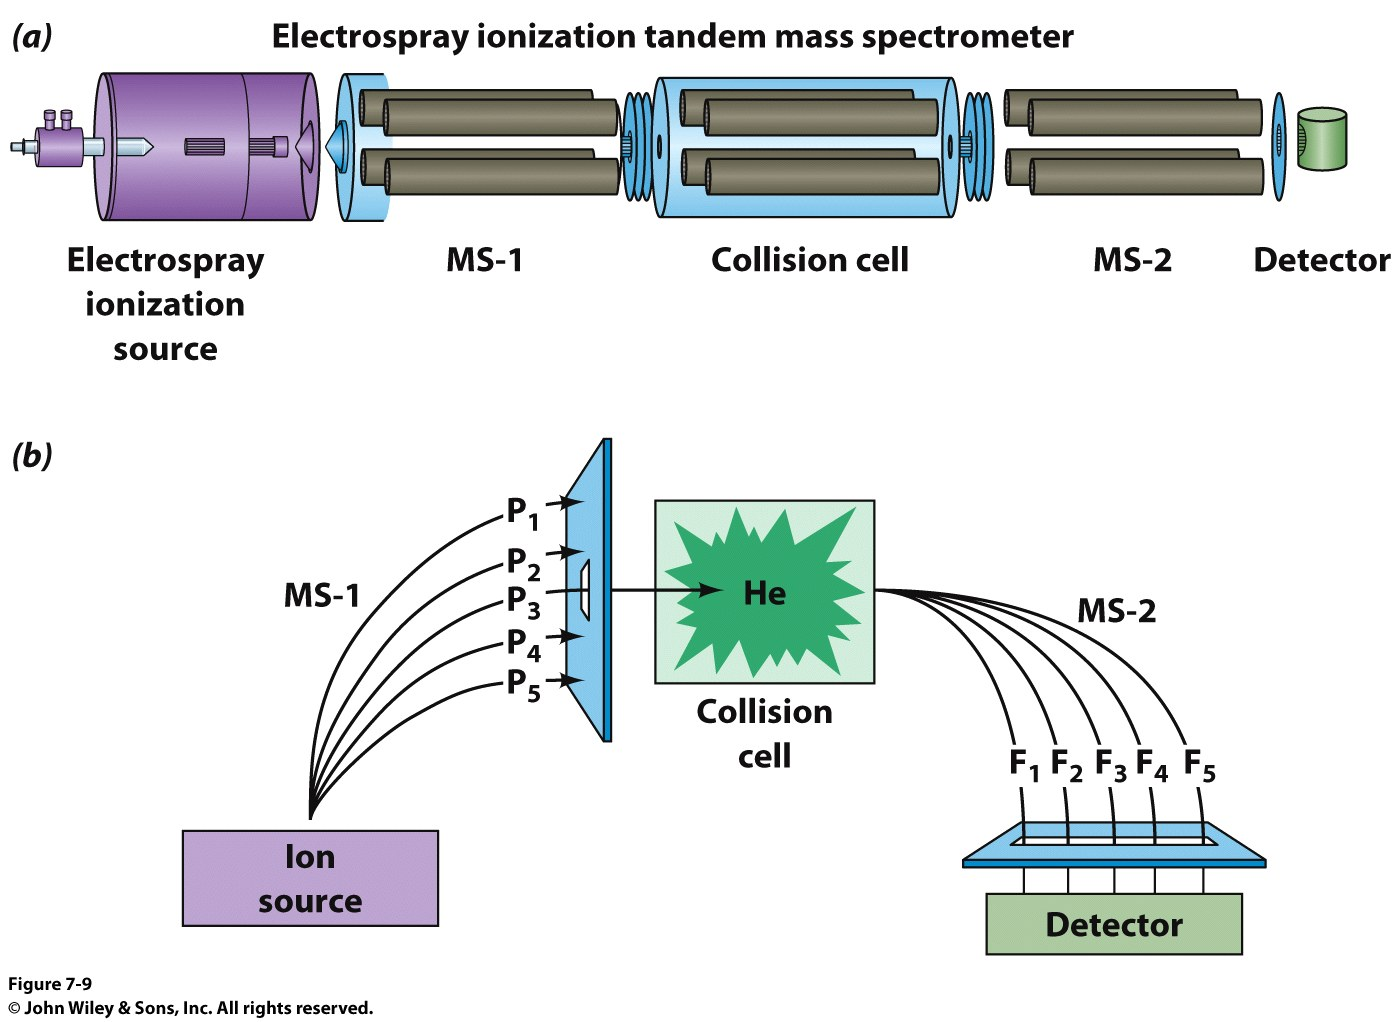 (a)
Electrospray ionization tandem mass spectrometer
Electrospray
ionization
source
MS-1
Collision cell
MS-2
Detector
(b)
MS-1
P1
P2
P3
P4
P5
He
Collision
cell
MS-2
F1 F2 F3 F4 F5
Ion
source
Detector
Figure 7-9
© John Wiley & Sons, Inc. All rights reserved.